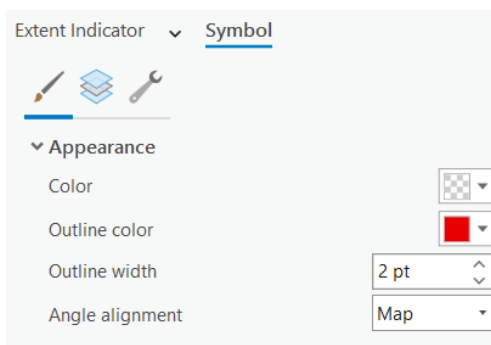 Extent Indicator Symbol
Appearance
Color
Outline color
Outline width 2 pt
Angle alignment Map